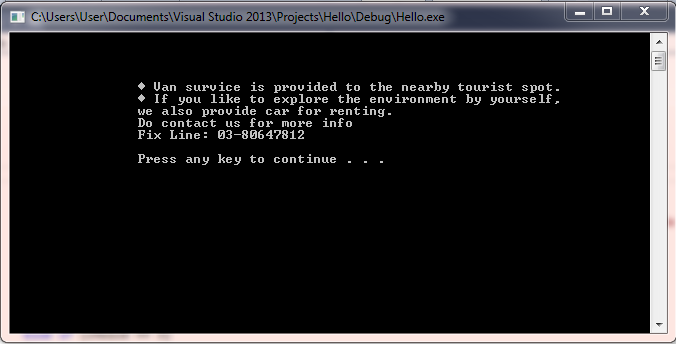 C:\Users\User\Documents\Visual Studio 2013\Projects\Hello\Debug\Hello.exe
♦ Van survice is provided to the nearby tourist spot.
♦ If you like to explore the environment by yourself,
we also provide car for renting.
Do contact us for more info
Fix Line: 03-80647812
Press any key to continue . . .